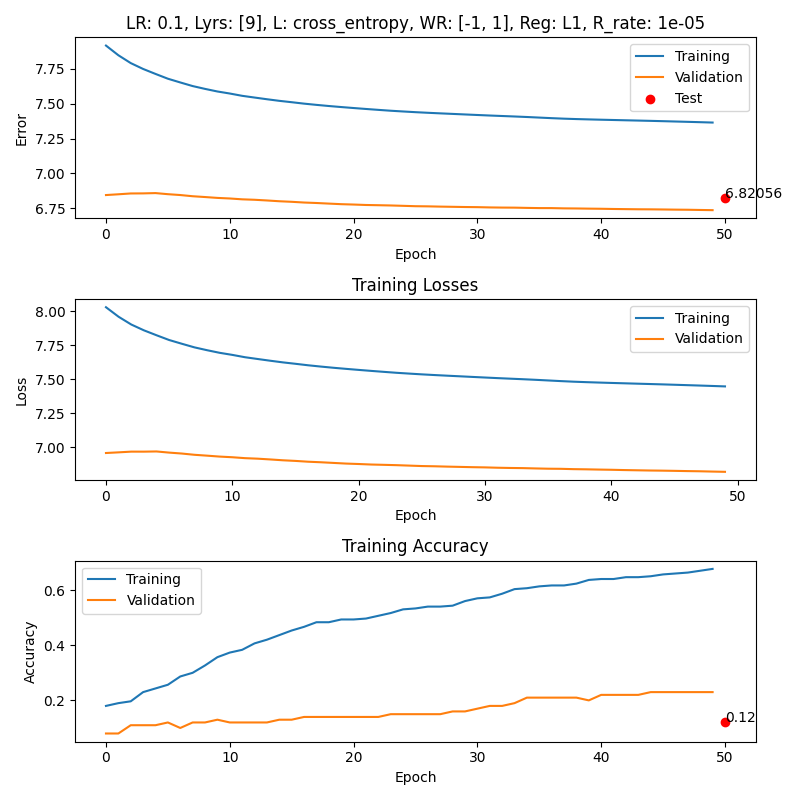 LR: 0.1, Lyrs: [9], L: cross_entropy, WR: [-1, 1], Reg: L1, R_rate: 1e-05
Error
7.75
7.50
7.25
7.00
6.75
Training
Validation
Test
6.82056
0 10 20 30 40 50
Epoch
Training Losses
Loss
8.00
7.75
7.50
7.25
7.00
Training
Validation
0 10 20 30 40 50
Epoch
Training Accuracy
Accuracy
0.6
0.4
0.2
Training
Validation
0.12
0 10 20 30 40 50
Epoch